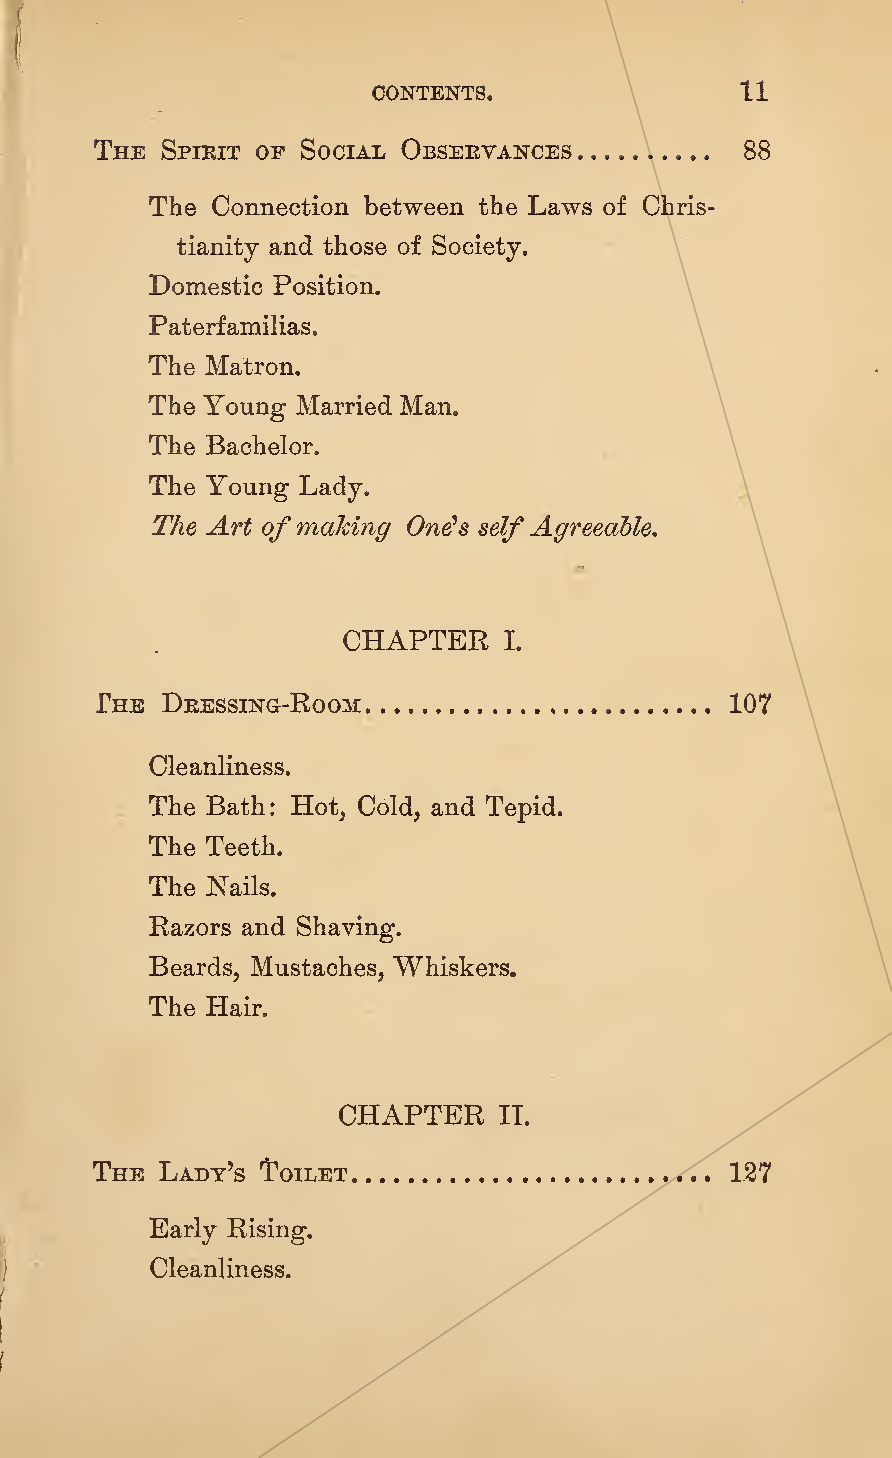 CONTENTS. 11
THE SPIRIT OF SOCIAL OBSERVANCES.......... 88
The Connection between the Laws of Chris-
tianity and those of Society.
Domestic Position.
Paterfamilias.
The Matron.
The Young Married Man.
The Bachelor.
The Young Lady.
The Art of making One's self Agreeable.
CHAPTER I.
THE DRESSING-ROOM......................... 107
Cleanliness.
The Bath: Hot, Cold, and Tepid.
The Teeth.
The Nails.
Razors and Shaving.
Beards, Mustaches, Whiskers.
The Hair.
CHAPTER II.
THE LADY'S TOILET.......................... 127
Early Rising.
Cleanliness.